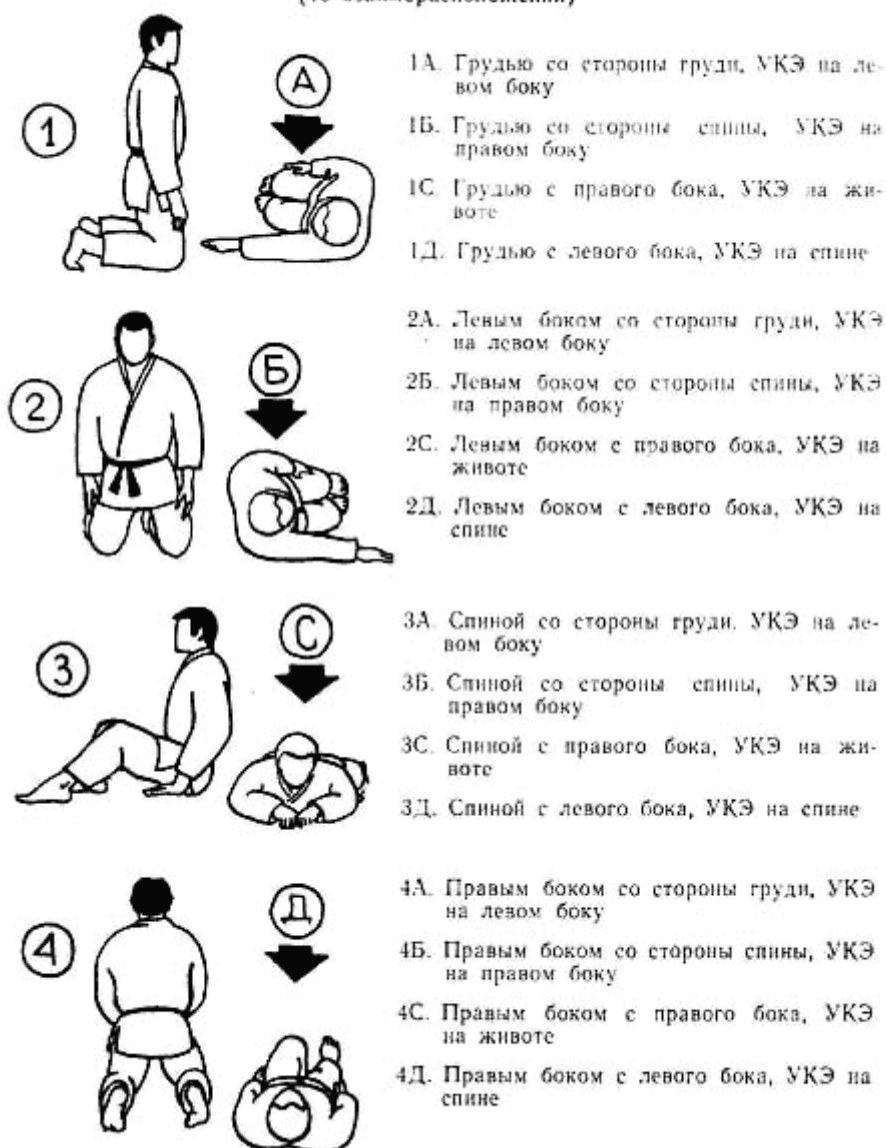 (16 взаиморасположений)
1
А
1А. Грудью со стороны груди, УКЭ на ле-
вом боку
1Б. Грудью со стороны спины, УКЭ на
правом боку
1С. Грудью с правого бока, УКЭ на жи-
воте
1Д. Грудью с левого бока, УКЭ на спине
2
Б
2А. Левым боком со стороны груди, УКЭ
на левом боку
2Б. Левым боком со стороны спины, УКЭ
на правом боку
2С. Левым боком с правого бока, УКЭ на
животе
2Д. Левым боком с левого бока, УКЭ на
спине
3
С
3А. Спиной со стороны груди. УКЭ на ле-
вом боку
3Б. Спиной со стороны спины, УКЭ на
правом боку
3С. Спиной с правого бока, УКЭ на жи-
воте
3Д. Спиной с левого бока, УКЭ на спине
4
Д
4А. Правым боком со стороны груди, УКЭ
на левом боку
4Б. Правым боком со стороны спины, УКЭ
на правом боку
4С. Правым боком с правого бока, УКЭ
на животе
4Д. Правым боком с левого бока, УКЭ на
спине